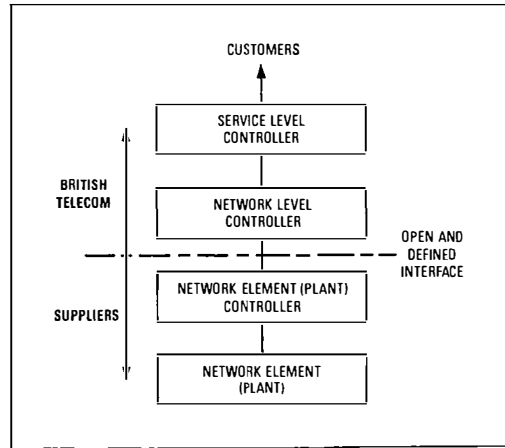 CUSTOMERS
SERVICE LEVEL
CONTROLLER
BRITISH
TELECOM
NETWORK LEVEL
CONTROLLER
OPEN AND
DEFINED
INTERFACE
NETWORK ELEMENT (PLANT)
CONTROLLER
SUPPLIERS
NETWORK ELEMENT
(PLANT)